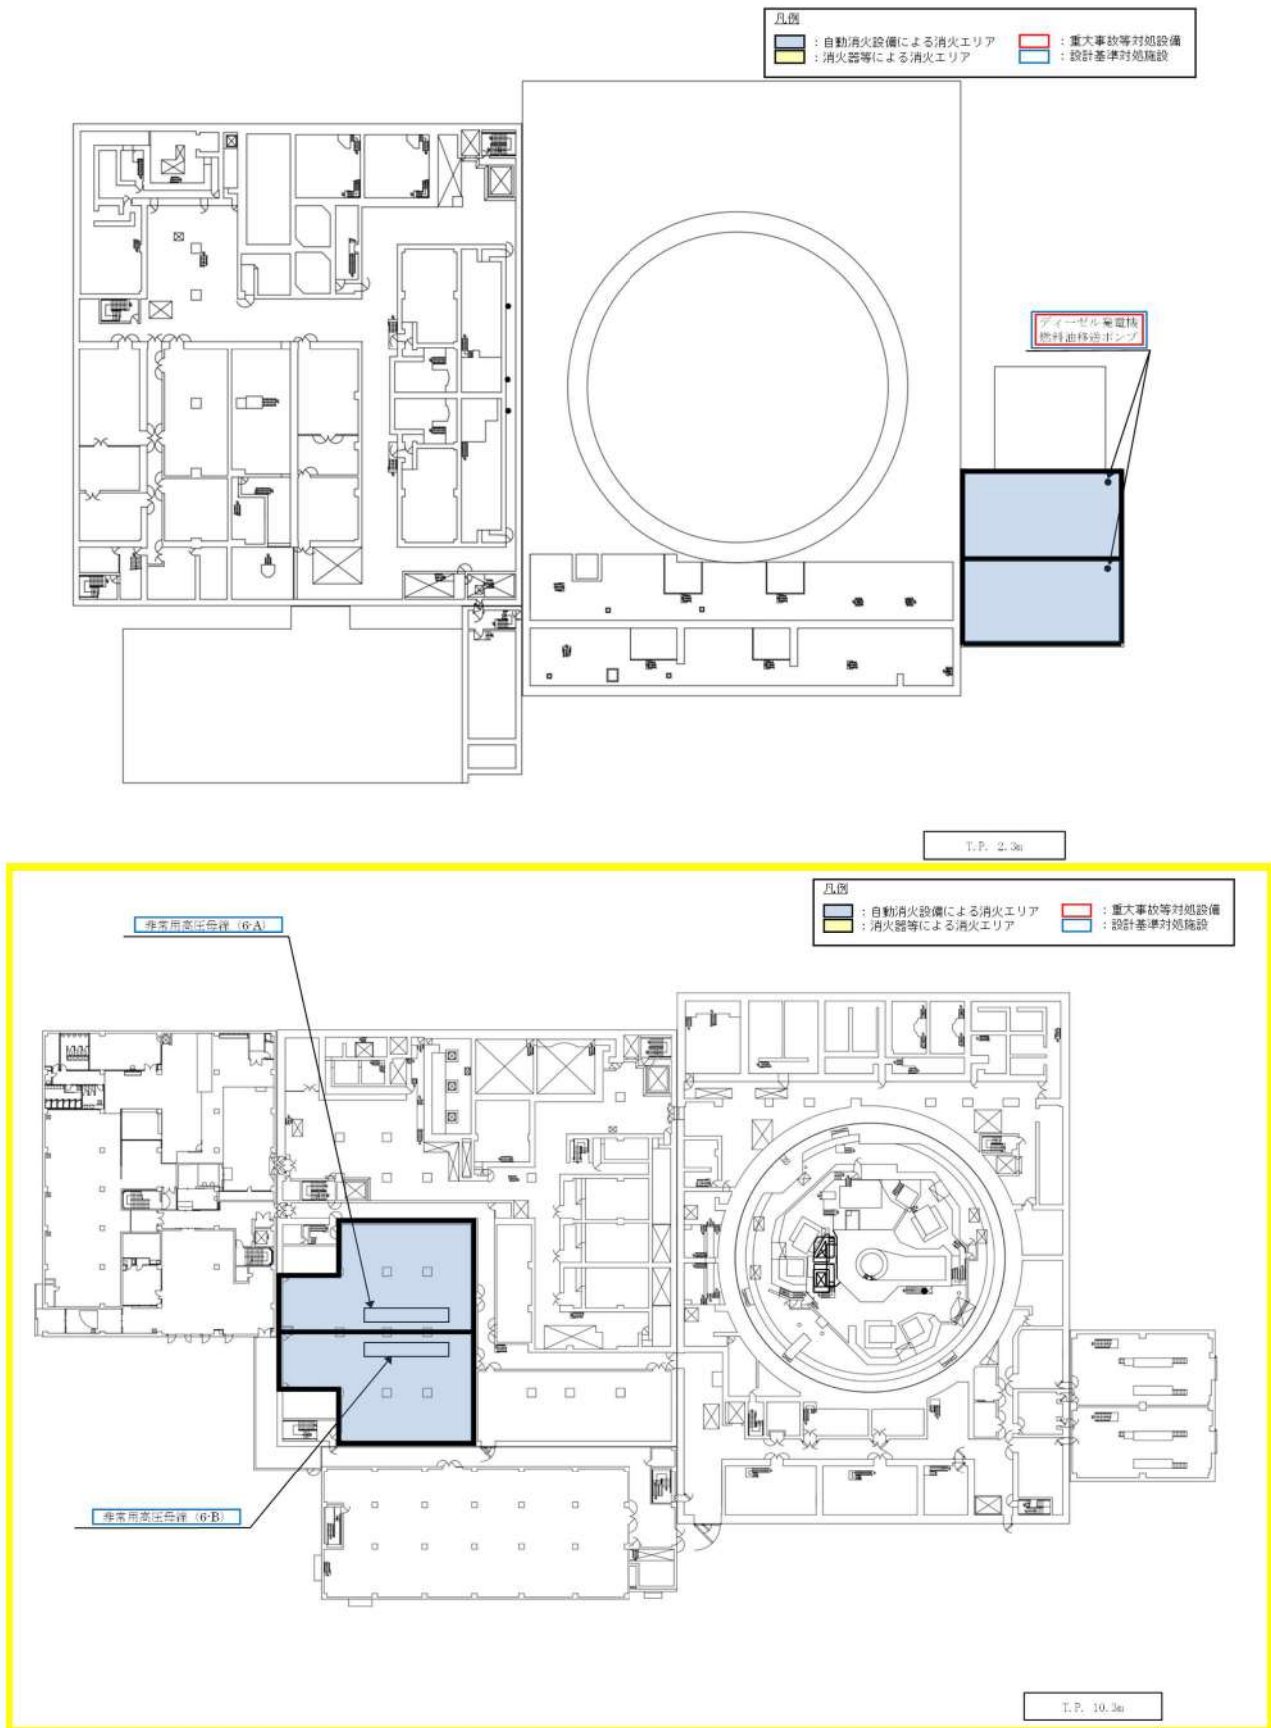 凡例
：自動消火設備による消火エリア
：重大事故等対処設備
：消火器等による消火エリア
：設計基準対処施設
ディーゼル発電機
燃料油移送ポンプ
T.P. 2.3m
凡例
：自動消火設備による消火エリア
：重大事故等対処設備
：消火器等による消火エリア
：設計基準対処施設
非常用高圧母線 (6-A)
非常用高圧母線 (6-B)
T.P. 10.3m